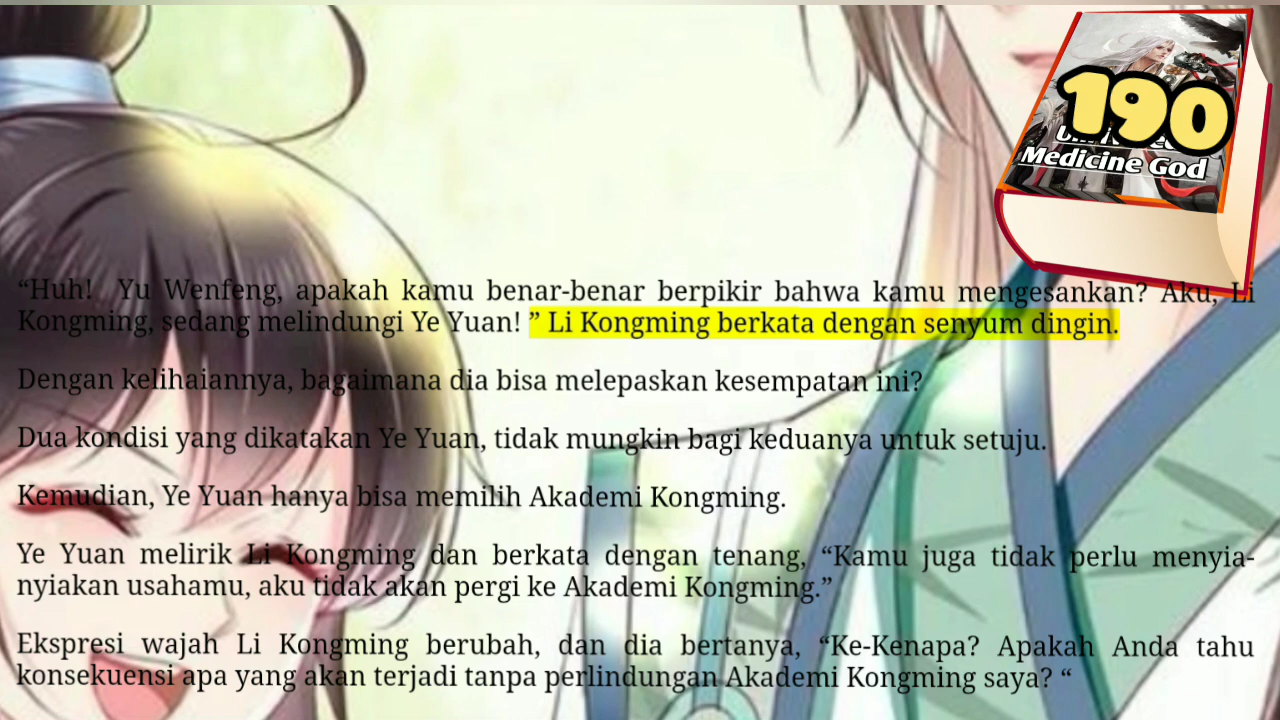 190
Medicine God
“Huh! Yu Wenfeng, apakah kamu benar-benar berpikir bahwa kamu mengesankan? Aku, Li
Kongming, sedang melindungi Ye Yuan! ” Li Kongming berkata dengan senyum dingin.
Dengan kelihaiannya, bagaimana dia bisa melepaskan kesempatan ini?
Dua kondisi yang dikatakan Ye Yuan, tidak mungkin bagi keduanya untuk setuju.
Kemudian, Ye Yuan hanya bisa memilih Akademi Kongming.
Ye Yuan melirik Li Kongming dan berkata dengan tenang, “Kamu juga tidak perlu menyia-
nyiakan usahamu, aku tidak akan pergi ke Akademi Kongming.”
Ekspresi wajah Li Kongming berubah, dan dia bertanya, “Ke-Kenapa? Apakah Anda tahu
konsekuensi apa yang akan terjadi tanpa perlindungan Akademi Kongming saya? “